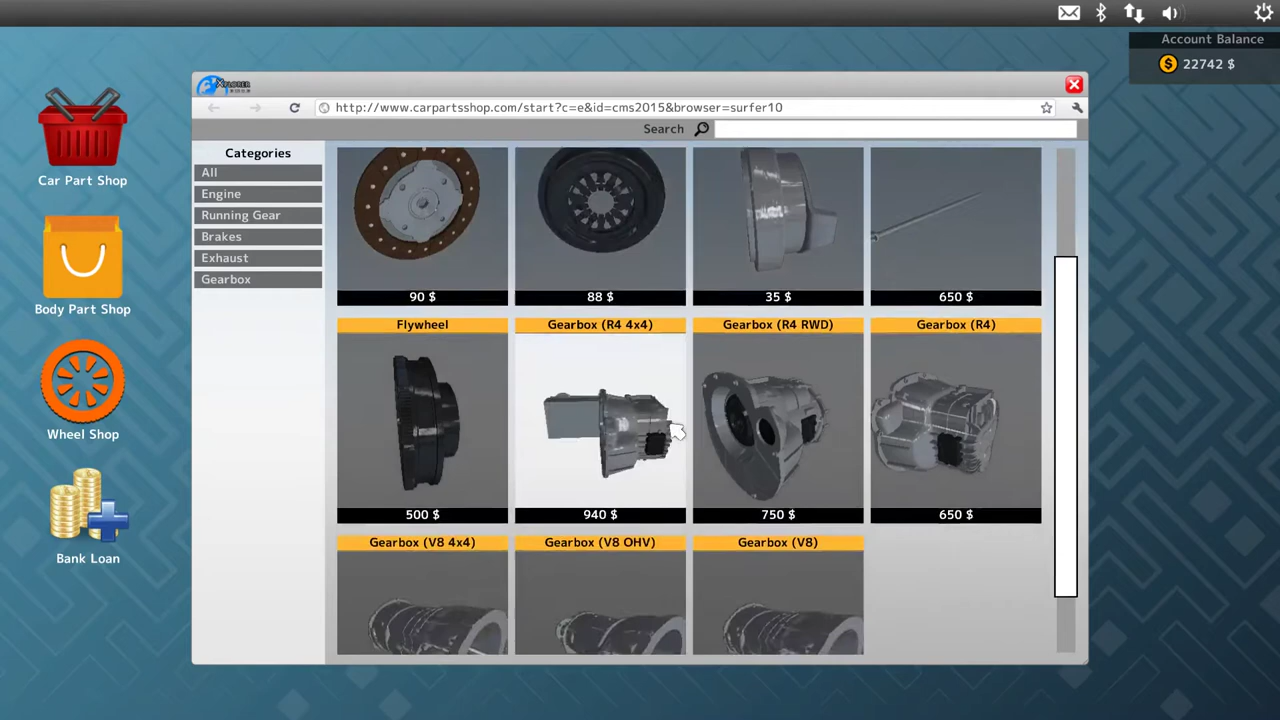 Account Balance
22742 $
XPLORER
http://www.carpartsshop.com/start?c=e&id=cms2015&browser=surfer10
Search
Categories
All
Engine
Running Gear
Brakes
Exhaust
Gearbox
Car Part Shop
Body Part Shop
Wheel Shop
Bank Loan
90 $
88 $
35 $
650 $
Flywheel
Gearbox (R4 4x4)
Gearbox (R4 RWD)
Gearbox (R4)
500 $
940 $
750 $
650 $
Gearbox (V8 4x4)
Gearbox (V8 OHV)
Gearbox (V8)